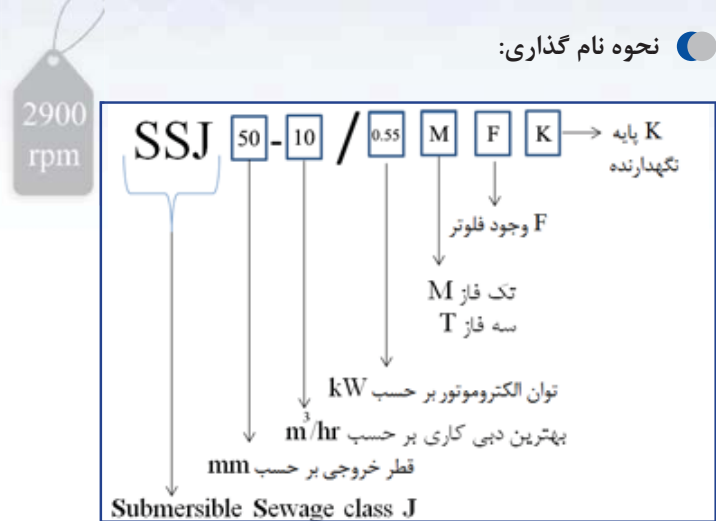 نحوه نام گذاری:
2900
rpm
SSJ 50 - 10 / 0.55 M F K
K پایه
نگهدارنده
F وجود فلوتر
تک فاز M
سه فاز T
توان الکتروموتور بر حسب kW
بهترین دبی کاری بر حسب m³/hr
قطر خروجی بر حسب mm
Submersible Sewage class J